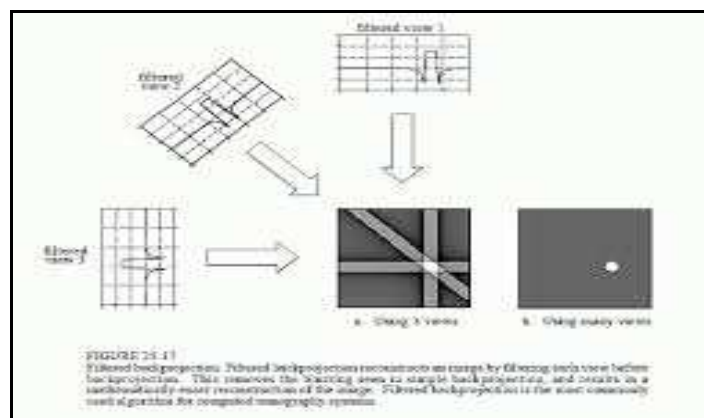 filtered view 1
filtered
view 2
filtered
view 3
a. Using 3 views
b. Using many views
FIGURE 25-17
Filtered backprojection. Filtered backprojection reconstructs an image by filtering each view before
backprojection. This removes the blurring seen in simple backprojection, and results in a
mathematically exact reconstruction of the image. Filtered backprojection is the most commonly
used algorithm for computed tomography systems.